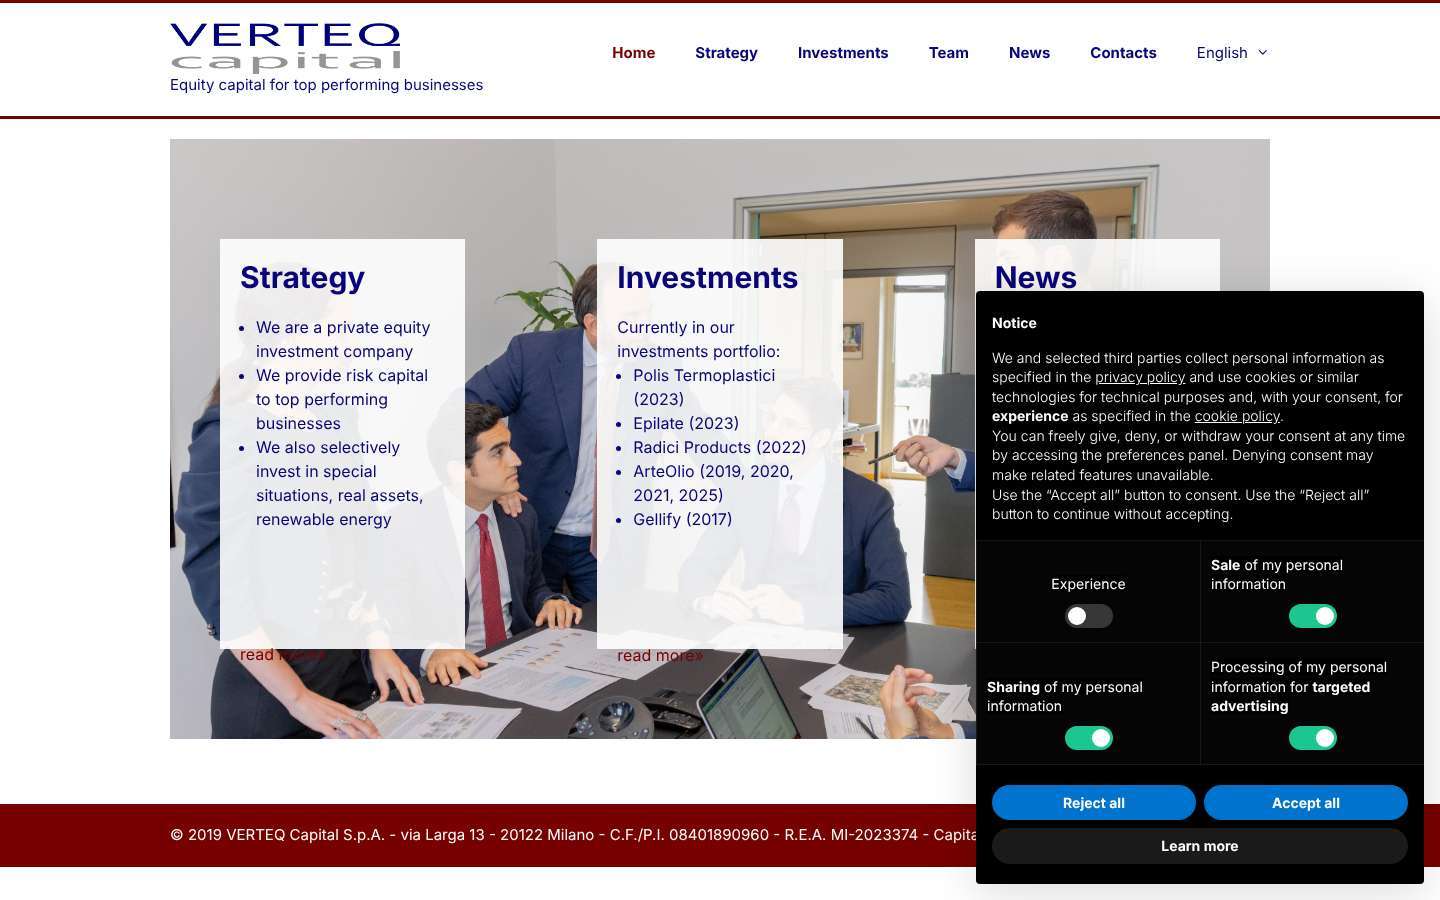 VERTEQ
capital
Equity capital for top performing businesses
Home
Strategy
Investments
Team
News
Contacts
English
Strategy
• We are a private equity
investment company
• We provide risk capital
to top performing
businesses
• We also selectively
invest in special
situations, real assets,
renewable energy
read more»
Investments
Currently in our
investments portfolio:
• Polis Termoplastici
(2023)
• Epilate (2023)
• Radici Products (2022)
• ArteOlio (2019, 2020,
2021, 2025)
• Gellify (2017)
read more»
News
Notice
We and selected third parties collect personal information as
specified in the privacy policy and use cookies or similar
technologies for technical purposes and, with your consent, for
experience as specified in the cookie policy.
You can freely give, deny, or withdraw your consent at any time
by accessing the preferences panel. Denying consent may
make related features unavailable.
Use the “Accept all” button to consent. Use the “Reject all”
button to continue without accepting.
Experience
Sale of my personal
information
Sharing of my personal
information
Processing of my personal
information for targeted
advertising
Reject all
Accept all
Learn more
© 2019 VERTEQ Capital S.p.A. - via Larga 13 - 20122 Milano - C.F./P.I. 08401890960 - R.E.A. MI-2023374 -